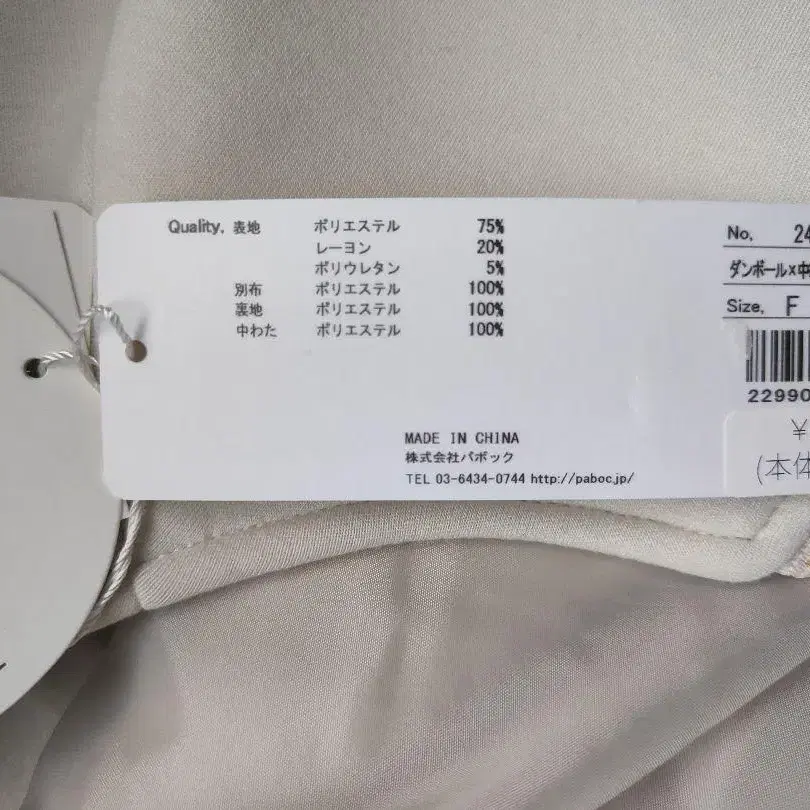 Quality. 表地 ポリエステル 75%
レーヨン 20%
ポリウレタン 5%
別布 ポリエステル 100%
裏地 ポリエステル 100%
中わた ポリエステル 100%
MADE IN CHINA
株式会社パボック
TEL 03-6434-0744 http://paboc.jp/
No. 24
ダンボール×中
Size. F
22990
¥
(本体